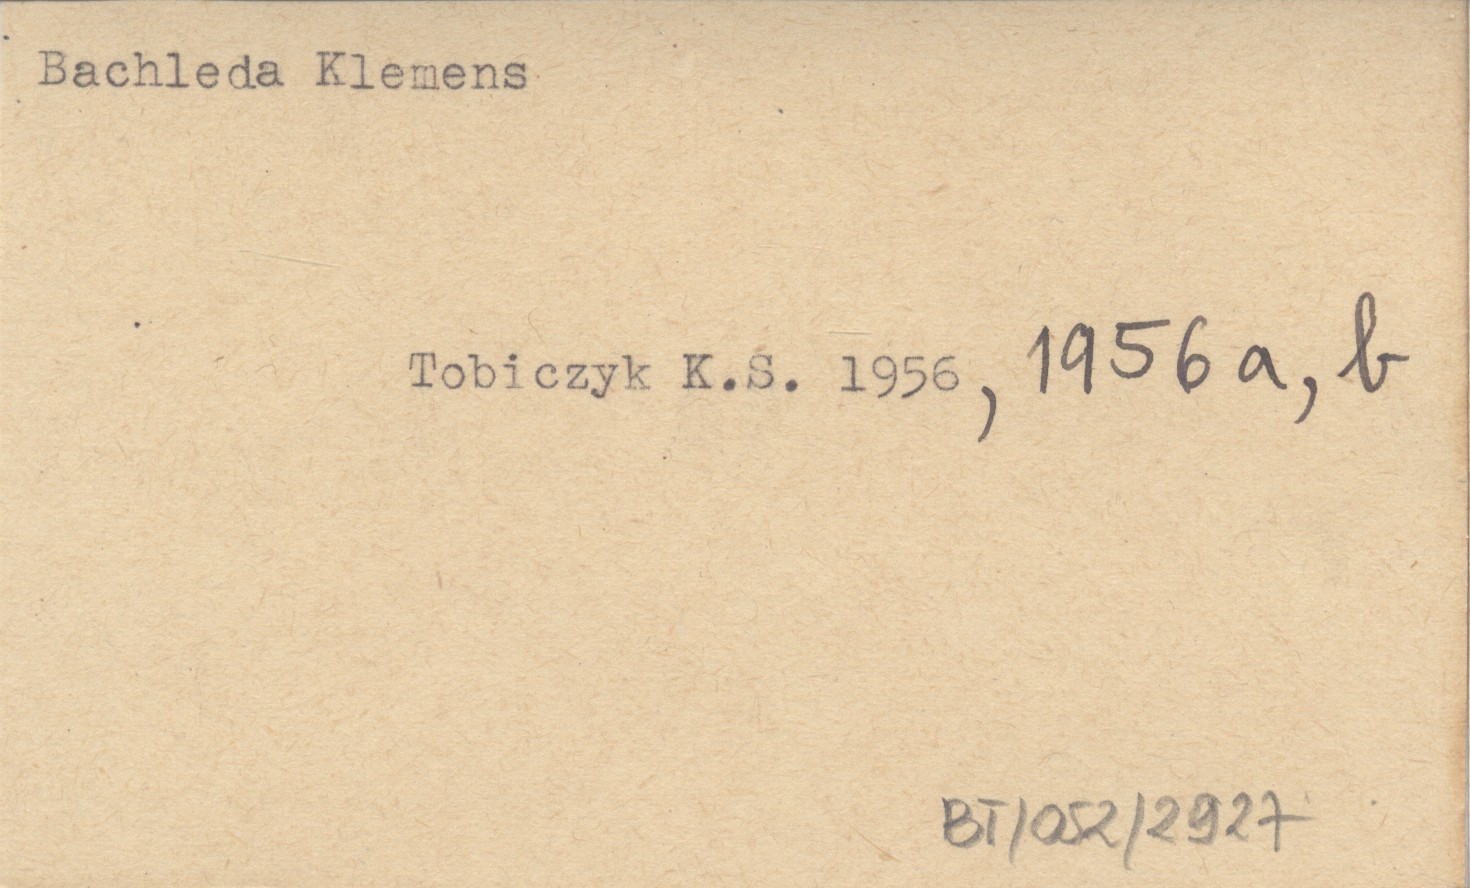 Bachleda Klemens
Tobiczyk K.S. 1956, 1956 a, b
BT/052/2927